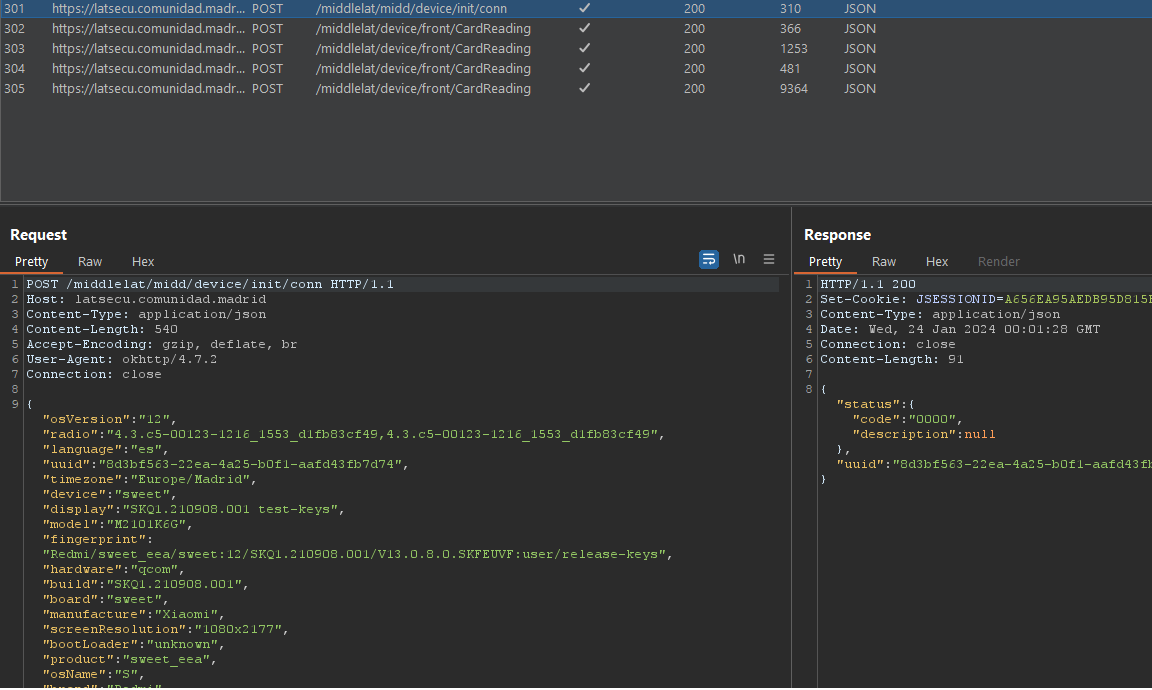 301 https://latsecu.comunidad.madr... POST /middlelat/midd/device/init/conn ✓ 200 310 JSON
302 https://latsecu.comunidad.madr... POST /middlelat/device/front/CardReading ✓ 200 366 JSON
303 https://latsecu.comunidad.madr... POST /middlelat/device/front/CardReading ✓ 200 1253 JSON
304 https://latsecu.comunidad.madr... POST /middlelat/device/front/CardReading ✓ 200 481 JSON
305 https://latsecu.comunidad.madr... POST /middlelat/device/front/CardReading ✓ 200 9364 JSON
Request
Pretty Raw Hex \n
1 POST /middlelat/midd/device/init/conn HTTP/1.1
2 Host: latsecu.comunidad.madrid
3 Content-Type: application/json
4 Content-Length: 540
5 Accept-Encoding: gzip, deflate, br
6 User-Agent: okhttp/4.7.2
7 Connection: close
8
9 {
"osVersion":"12",
"radio":"4.3.c5-00123-1216_1553_d1fb83cf49,4.3.c5-00123-1216_1553_d1fb83cf49",
"language":"es",
"uuid":"8d3bf563-22ea-4a25-b0f1-aafd43fb7d74",
"timezone":"Europe/Madrid",
"device":"sweet",
"display":"SKQ1.210908.001 test-keys",
"model":"M2101K6G",
"fingerprint":
"Redmi/sweet_eea/sweet:12/SKQ1.210908.001/V13.0.8.0.SKFEUVF:user/release-keys",
"hardware":"qcom",
"build":"SKQ1.210908.001",
"board":"sweet",
"manufacture":"Xiaomi",
"screenResolution":"1080x2177",
"bootLoader":"unknown",
"product":"sweet_eea",
"osName":"S",
"brand":"Redmi"
Response
Pretty Raw Hex Render
1 HTTP/1.1 200
2 Set-Cookie: JSESSIONID=A656EA95AEDB95D815
3 Content-Type: application/json
4 Date: Wed, 24 Jan 2024 00:01:28 GMT
5 Connection: close
6 Content-Length: 91
7
8 {
"status":{
"code":"0000",
"description":null
},
"uuid":"8d3bf563-22ea-4a25-b0f1-aafd43fb
}